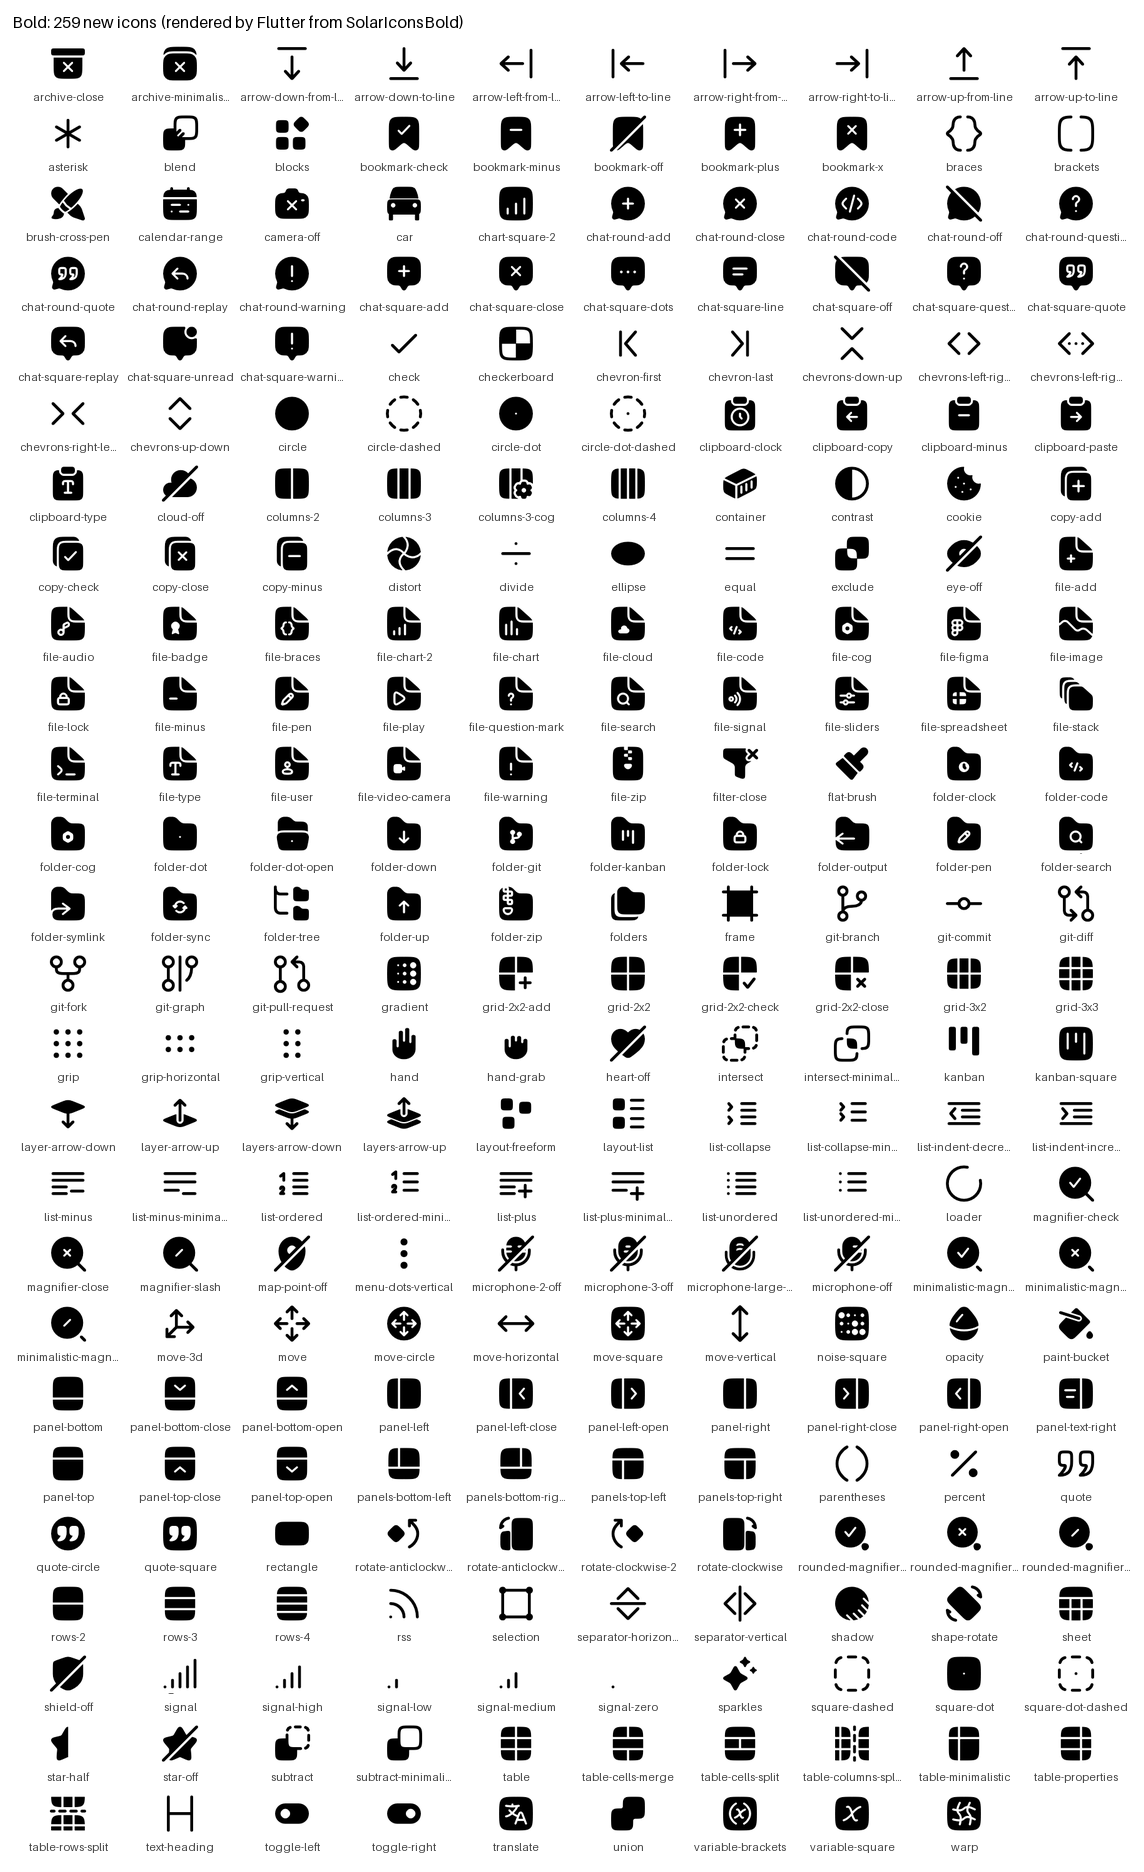 Bold: 259 new icons (rendered by Flutter from SolarIconsBold)
archive-close archive-minimalis... arrow-down-from-l... arrow-down-to-line arrow-left-from-l... arrow-left-to-line arrow-right-from-... arrow-right-to-li... arrow-up-from-line arrow-up-to-line
asterisk blend blocks bookmark-check bookmark-minus bookmark-off bookmark-plus bookmark-x braces brackets
brush-cross-pen calendar-range camera-off car chart-square-2 chat-round-add chat-round-close chat-round-code chat-round-off chat-round-questi...
chat-round-quote chat-round-replay chat-round-warning chat-square-add chat-square-close chat-square-dots chat-square-line chat-square-off chat-square-quest... chat-square-quote
chat-square-replay chat-square-unread chat-square-warni... check checkerboard chevron-first chevron-last chevrons-down-up chevrons-left-rig... chevrons-left-rig...
chevrons-right-le... chevrons-up-down circle circle-dashed circle-dot circle-dot-dashed clipboard-clock clipboard-copy clipboard-minus clipboard-paste
clipboard-type cloud-off columns-2 columns-3 columns-3-cog columns-4 container contrast cookie copy-add
copy-check copy-close copy-minus distort divide ellipse equal exclude eye-off file-add
file-audio file-badge file-braces file-chart-2 file-chart file-cloud file-code file-cog file-figma file-image
file-lock file-minus file-pen file-play file-question-mark file-search file-signal file-sliders file-spreadsheet file-stack
file-terminal file-type file-user file-video-camera file-warning file-zip filter-close flat-brush folder-clock folder-code
folder-cog folder-dot folder-dot-open folder-down folder-git folder-kanban folder-lock folder-output folder-pen folder-search
folder-symlink folder-sync folder-tree folder-up folder-zip folders frame git-branch git-commit git-diff
git-fork git-graph git-pull-request gradient grid-2x2-add grid-2x2 grid-2x2-check grid-2x2-close grid-3x2 grid-3x3
grip grip-horizontal grip-vertical hand hand-grab heart-off intersect intersect-minimal... kanban kanban-square
layer-arrow-down layer-arrow-up layers-arrow-down layers-arrow-up layout-freeform layout-list list-collapse list-collapse-min... list-indent-decre... list-indent-incre...
list-minus list-minus-minima... list-ordered list-ordered-mini... list-plus list-plus-minimal... list-unordered list-unordered-mi... loader magnifier-check
magnifier-close magnifier-slash map-point-off menu-dots-vertical microphone-2-off microphone-3-off microphone-large-... microphone-off minimalistic-magn... minimalistic-magn...
minimalistic-magn... move-3d move move-circle move-horizontal move-square move-vertical noise-square opacity paint-bucket
panel-bottom panel-bottom-close panel-bottom-open panel-left panel-left-close panel-left-open panel-right panel-right-close panel-right-open panel-text-right
panel-top panel-top-close panel-top-open panels-bottom-left panels-bottom-rig... panels-top-left panels-top-right parentheses percent quote
quote-circle quote-square rectangle rotate-anticlockw... rotate-anticlockw... rotate-clockwise-2 rotate-clockwise rounded-magnifier... rounded-magnifier... rounded-magnifier...
rows-2 rows-3 rows-4 rss selection separator-horizon... separator-vertical shadow shape-rotate sheet
shield-off signal signal-high signal-low signal-medium signal-zero sparkles square-dashed square-dot square-dot-dashed
star-half star-off subtract subtract-minimali... table table-cells-merge table-cells-split table-columns-spl... table-minimalistic table-properties
table-rows-split text-heading toggle-left toggle-right translate union variable-brackets variable-square warp